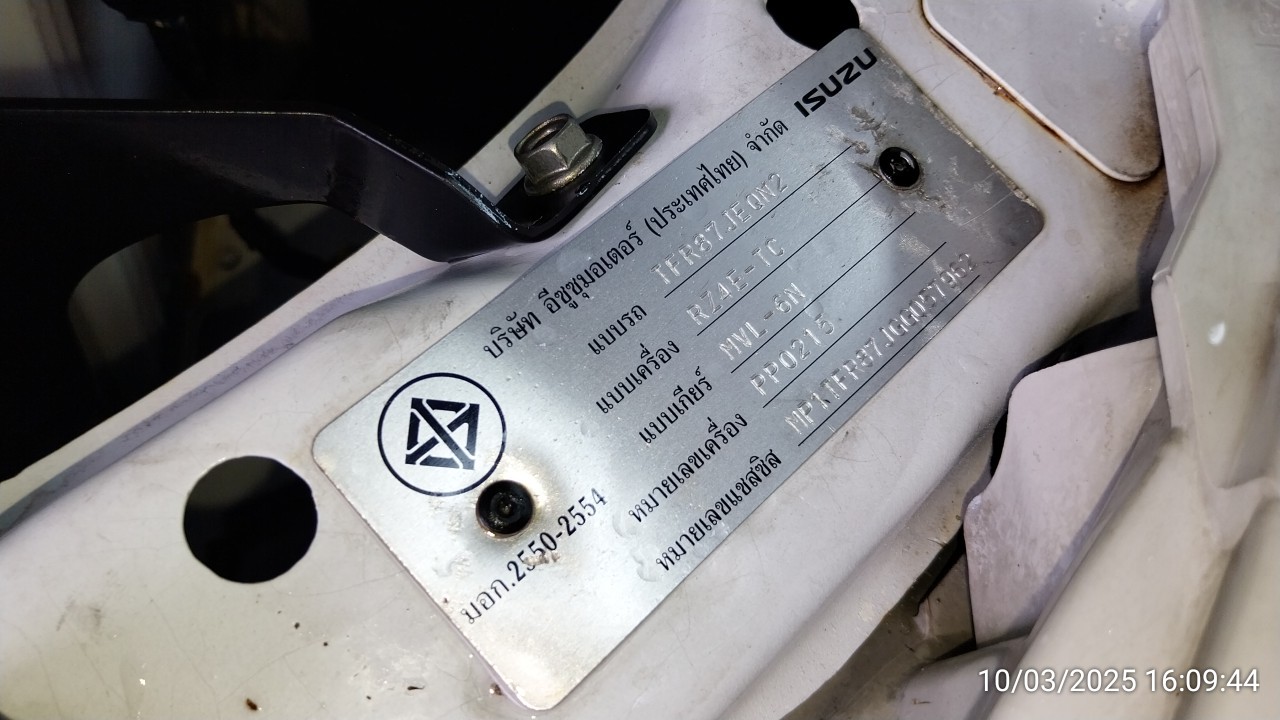 ISUZU
บริษัท อีซูซุมอเตอร์ (ประเทศไทย) จำกัด
แบบรถ TFR87JEQM2
แบบเครื่อง RZ4E-TC
แบบเกียร์ MVL-6N
หมายเลขเครื่อง PP0215
หมายเลขแชสซิส
มอก.2550-2554
10/03/2025 16:09:44